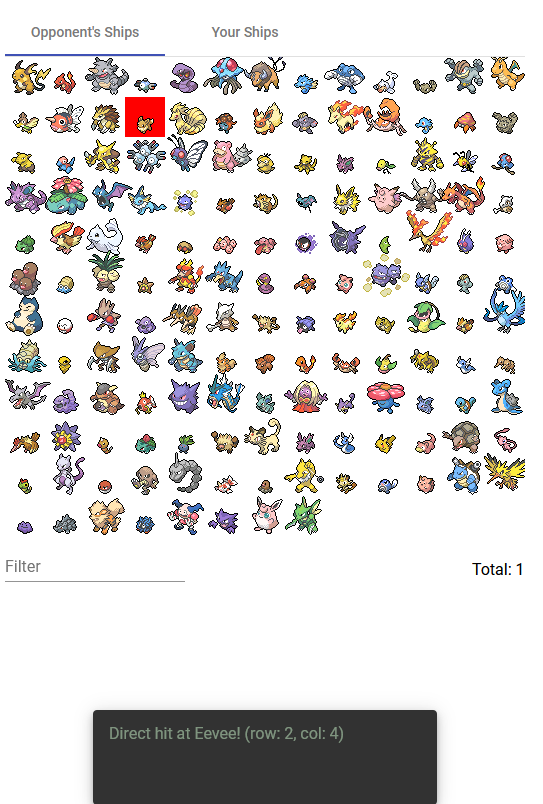 Opponent's Ships
Your Ships
Filter
Total: 1
Direct hit at Eevee! (row: 2, col: 4)